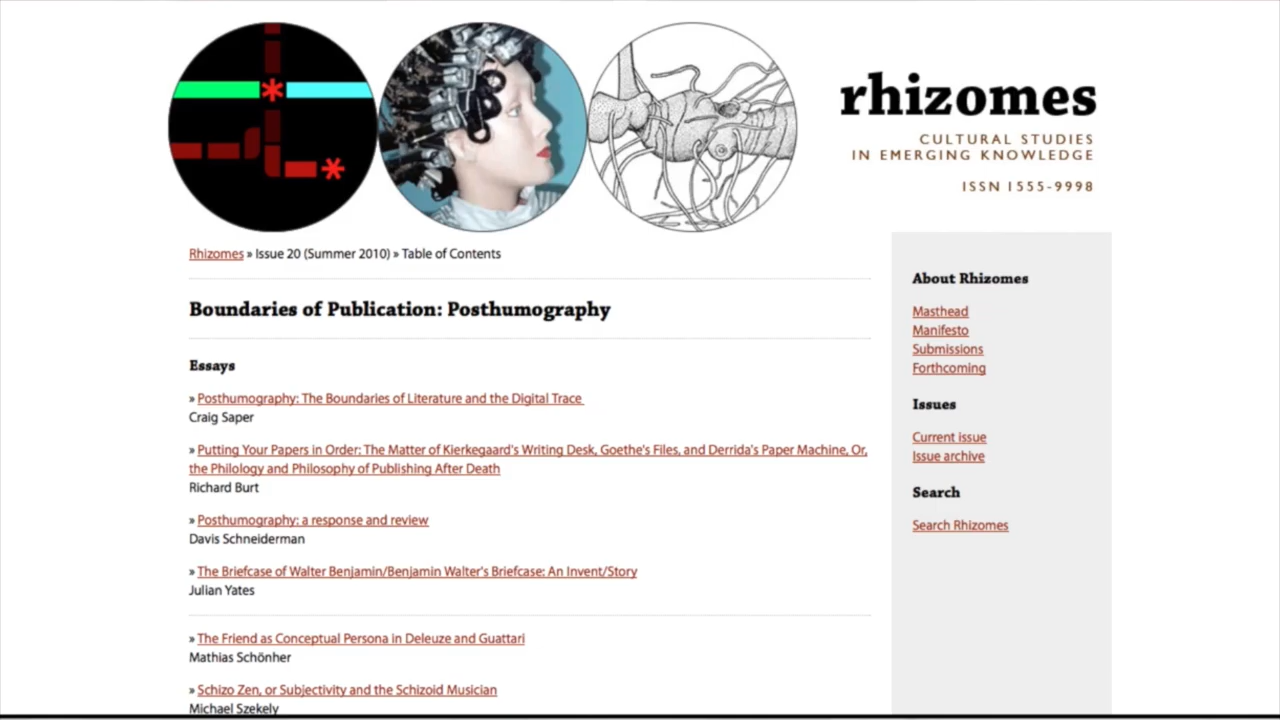 rhizomes
CULTURAL STUDIES
IN EMERGING KNOWLEDGE
ISSN 1555-9998
Rhizomes » Issue 20 (Summer 2010) » Table of Contents
Boundaries of Publication: Posthumography
Essays
» Posthumography: The Boundaries of Literature and the Digital Trace
Craig Saper
» Putting Your Papers in Order: The Matter of Kierkegaard's Writing Desk, Goethe's Files, and Derrida's Paper Machine, Or,
the Philology and Philosophy of Publishing After Death
Richard Burt
» Posthumography: a response and review
Davis Schneiderman
» The Briefcase of Walter Benjamin/Benjamin Walter's Briefcase: An Invent/Story
Julian Yates
» The Friend as Conceptual Persona in Deleuze and Guattari
Mathias Schönher
» Schizo Zen, or Subjectivity and the Schizoid Musician
Michael Szekely
About Rhizomes
Masthead
Manifesto
Submissions
Forthcoming
Issues
Current issue
Issue archive
Search
Search Rhizomes